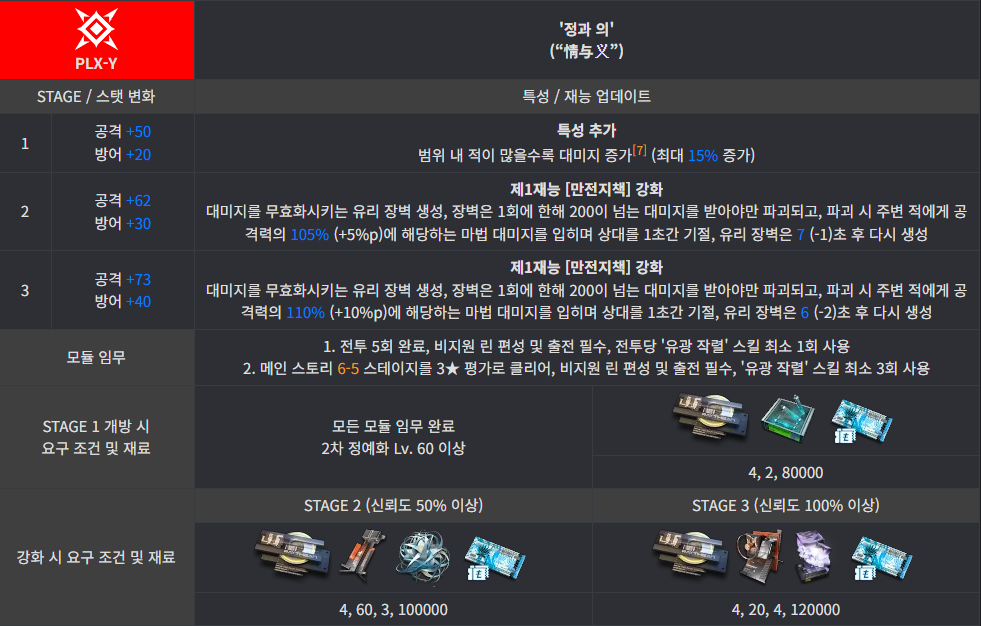 PLX-Y
'정과 의'
(“情与义”)
STAGE / 스탯 변화
특성 / 재능 업데이트
1
공격 +50
방어 +20
특성 추가
범위 내 적이 많을수록 대미지 증가[7] (최대 15% 증가)
2
공격 +62
방어 +30
제1재능 [만전지책] 강화
대미지를 무효화시키는 유리 장벽 생성, 장벽은 1회에 한해 200이 넘는 대미지를 받아야만 파괴되고, 파괴 시 주변 적에게 공
격력의 105% (+5%p)에 해당하는 마법 대미지를 입히며 상대를 1초간 기절, 유리 장벽은 7 (-1)초 후 다시 생성
3
공격 +73
방어 +40
제1재능 [만전지책] 강화
대미지를 무효화시키는 유리 장벽 생성, 장벽은 1회에 한해 200이 넘는 대미지를 받아야만 파괴되고, 파괴 시 주변 적에게 공
격력의 110% (+10%p)에 해당하는 마법 대미지를 입히며 상대를 1초간 기절, 유리 장벽은 6 (-2)초 후 다시 생성
모듈 임무
1. 전투 5회 완료, 비지원 린 편성 및 출전 필수, 전투당 '유광 작렬' 스킬 최소 1회 사용
2. 메인 스토리 6-5 스테이지를 3★ 평가로 클리어, 비지원 린 편성 및 출전 필수, '유광 작렬' 스킬 최소 3회 사용
STAGE 1 개방 시
요구 조건 및 재료
모든 모듈 임무 완료
2차 정예화 Lv. 60 이상
4, 2, 80000
강화 시 요구 조건 및 재료
STAGE 2 (신뢰도 50% 이상)
STAGE 3 (신뢰도 100% 이상)
4, 60, 3, 100000
4, 20, 4, 120000